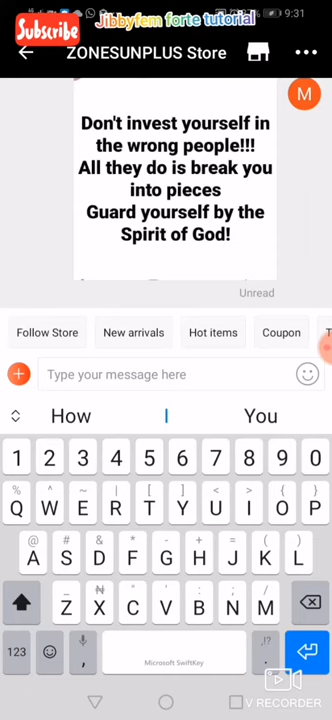 9:31
Subscribe
Jibbyfem forte tutorial
ZONESUNPLUS Store
M
Don't invest yourself in
the wrong people!!!
All they do is break you
into pieces
Guard yourself by the
Spirit of God!
Unread
Follow Store
New arrivals
Hot items
Coupon
Type your message here
How
I
You
1 2 3 4 5 6 7 8 9 0
% ^ ~ | [ ] < > { }
Q W E R T Y U I O P
@ # & * - + = ( )
A S D F G H J K L
_ ₦ " ' : ; /
Z X C V B N M
123
,
Microsoft SwiftKey
,!?
.
V RECORDER